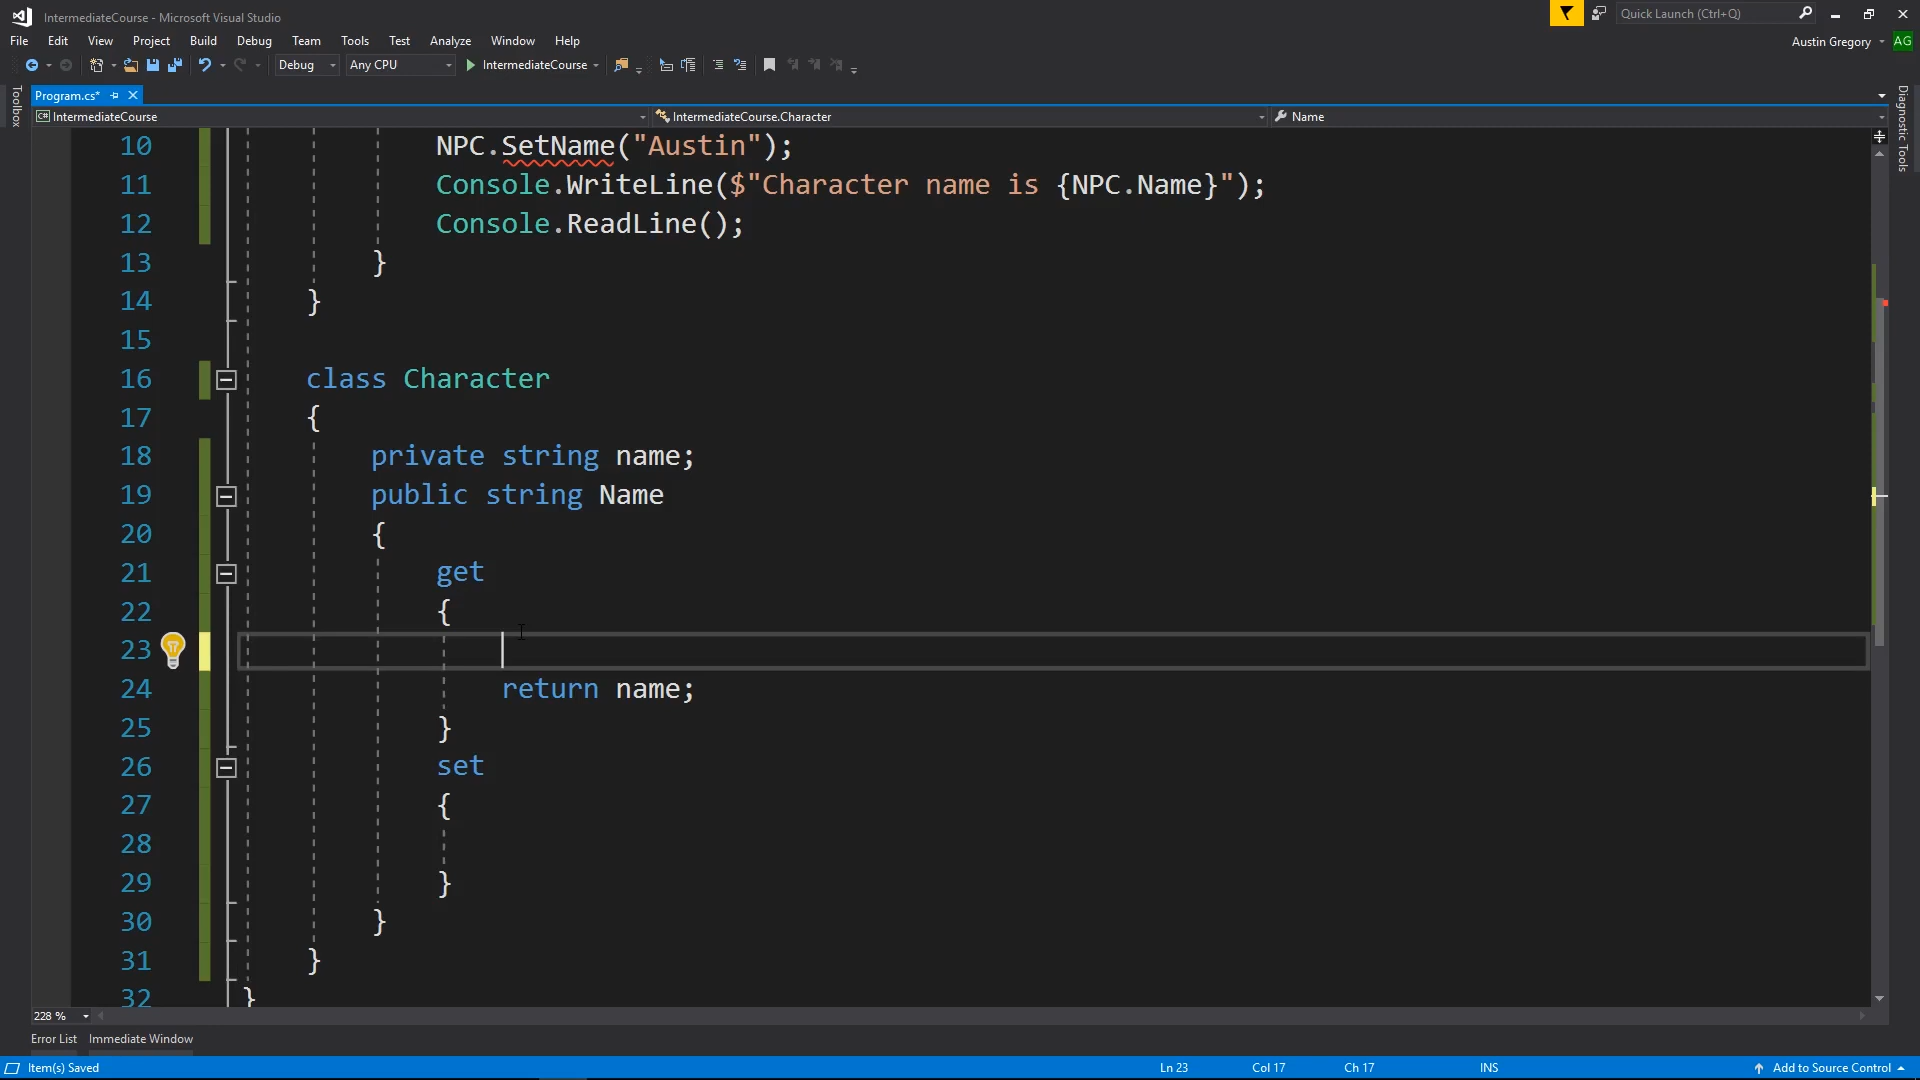 IntermediateCourse - Microsoft Visual Studio
Quick Launch (Ctrl+Q)
File Edit View Project Build Debug Team Tools Test Analyze Window Help
Austin Gregory AG
Debug Any CPU IntermediateCourse
Toolbox
Program.cs*
Diagnostic Tools
C# IntermediateCourse IntermediateCourse.Character Name
10 NPC.SetName("Austin");
11 Console.WriteLine($"Character name is {NPC.Name}");
12 Console.ReadLine();
13 }
14 }
15
16 class Character
17 {
18 private string name;
19 public string Name
20 {
21 get
22 {
23
24 return name;
25 }
26 set
27 {
28
29 }
30 }
31 }
32 }
228 %
Error List Immediate Window
Item(s) Saved Ln 23 Col 17 Ch 17 INS Add to Source Control